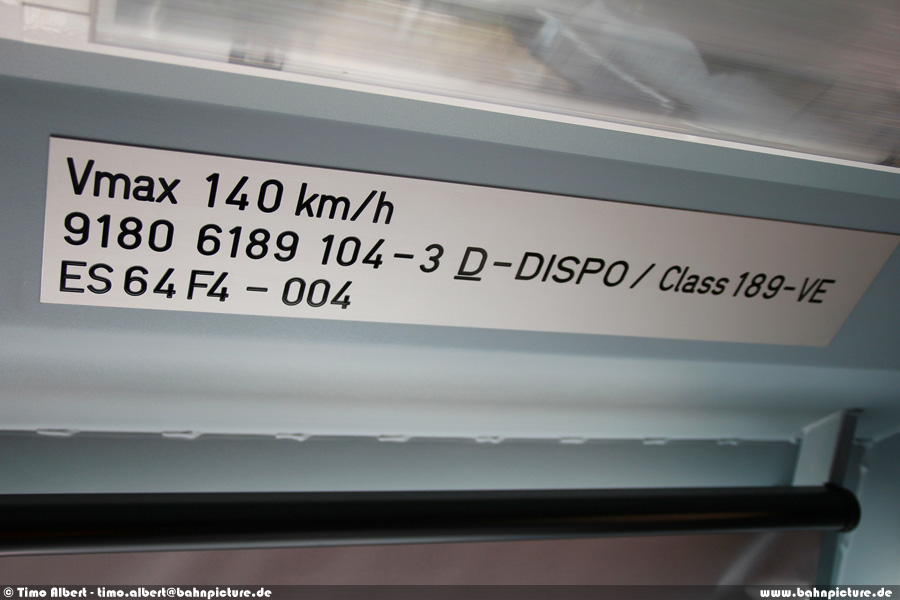 Vmax 140 km/h
9180 6189 104-3 D-DISPO / Class 189-VE
ES 64 F4 - 004
© Timo Albert - timo.albert@bahnpicture.de
www.bahnpicture.de